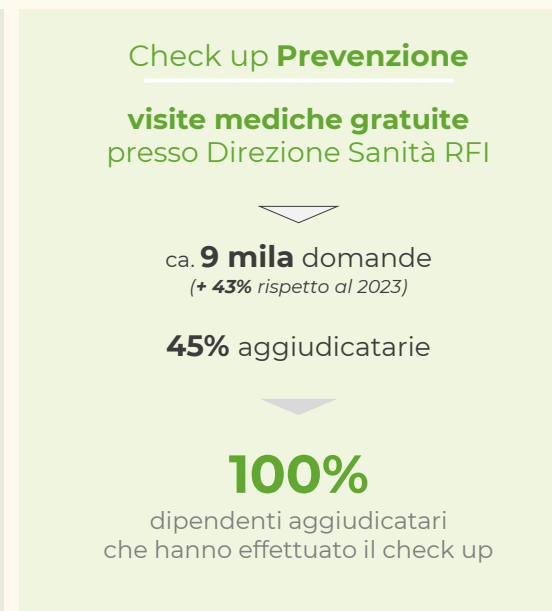 Check up Prevenzione
visite mediche gratuite
presso Direzione Sanità RFI
ca. 9 mila domande
(+ 43% rispetto al 2023)
45% aggiudicatarie
100%
dipendenti aggiudicatari
che hanno effettuato il check up